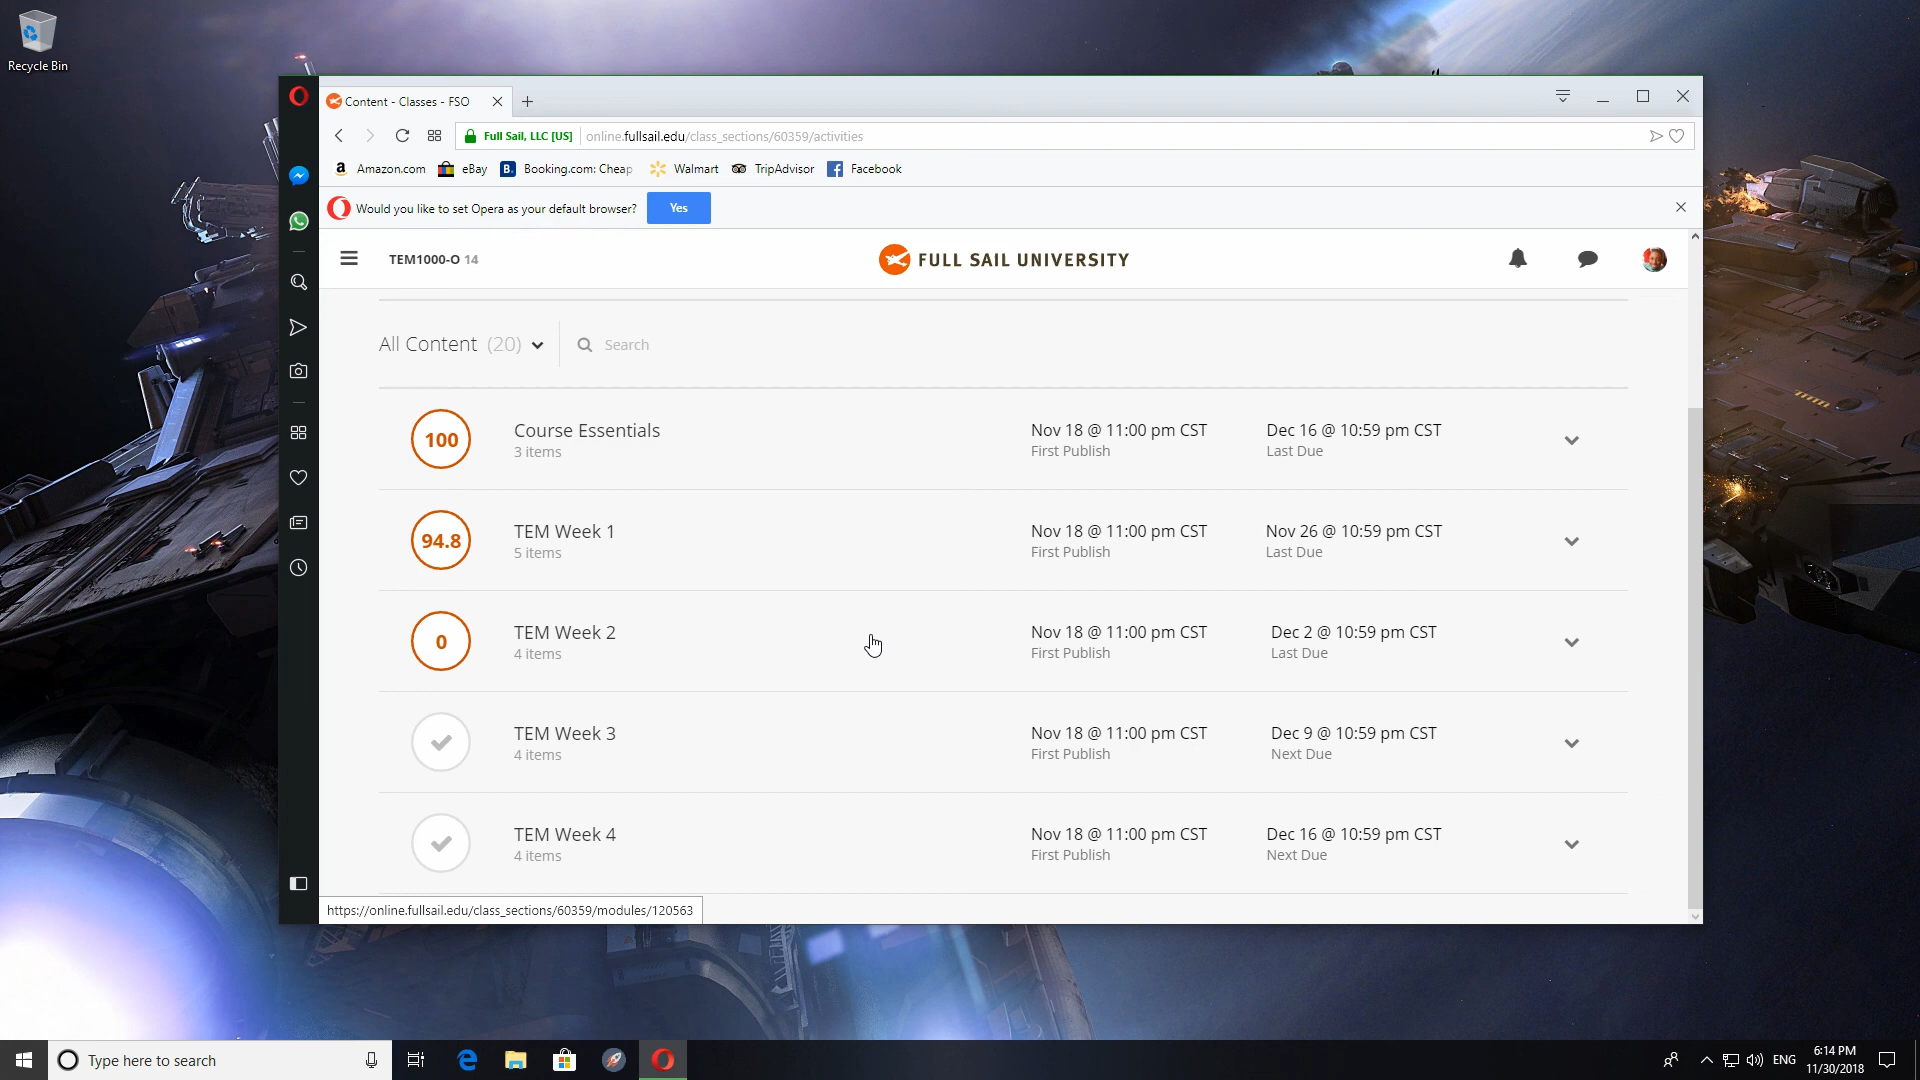 Recycle Bin
Content - Classes - FSO
Full Sail, LLC [US] online.fullsail.edu/class_sections/60359/activities
a Amazon.com eBay B. Booking.com: Cheap Walmart TripAdvisor f Facebook
Would you like to set Opera as your default browser? Yes
TEM1000-O 14 FULL SAIL UNIVERSITY
All Content (20) Search
100 Course Essentials Nov 18 @ 11:00 pm CST Dec 16 @ 10:59 pm CST
3 items First Publish Last Due
94.8 TEM Week 1 Nov 18 @ 11:00 pm CST Nov 26 @ 10:59 pm CST
5 items First Publish Last Due
0 TEM Week 2 Nov 18 @ 11:00 pm CST Dec 2 @ 10:59 pm CST
4 items First Publish Last Due
TEM Week 3 Nov 18 @ 11:00 pm CST Dec 9 @ 10:59 pm CST
4 items First Publish Next Due
TEM Week 4 Nov 18 @ 11:00 pm CST Dec 16 @ 10:59 pm CST
4 items First Publish Next Due
https://online.fullsail.edu/class_sections/60359/modules/120563
Type here to search ENG 6:14 PM
11/30/2018